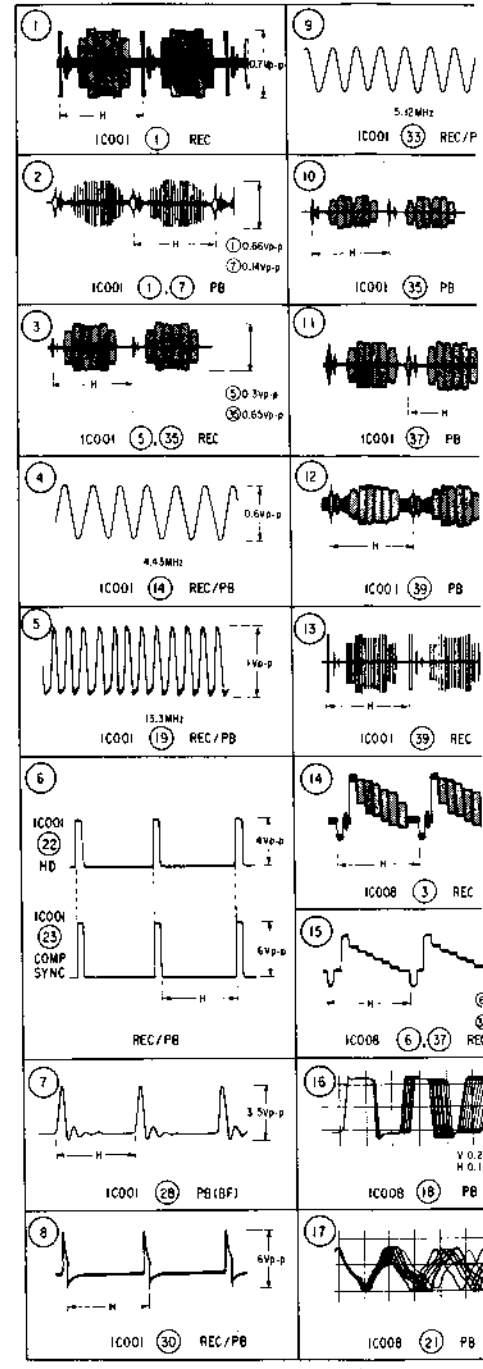 1
0.7Vp-p
H
IC001 1 REC
2
H
1 0.66Vp-p
7 0.14Vp-p
IC001 1, 7 PB
3
H
5 0.3Vp-p
35 0.65Vp-p
IC001 5, 35 REC
4
0.6Vp-p
4.43MHz
IC001 14 REC/PB
5
1Vp-p
13.3MHz
IC001 19 REC/PB
6
IC001
22
HD
4Vp-p
IC001
23
COMP
SYNC
6Vp-p
H
REC/PB
7
3.5Vp-p
H
IC001 28 PB(BF)
8
6Vp-p
H
IC001 30 REC/PB
9
5.12MHz
IC001 33 REC/P
10
H
IC001 35 PB
11
H
IC001 37 PB
12
H
IC001 39 PB
13
H
IC001 39 REC
14
H
IC008 3 REC
15
H
IC008 6, 37 REC
16
V 0.2
H 0.1
IC008 18 PB
17
IC008 21 PB